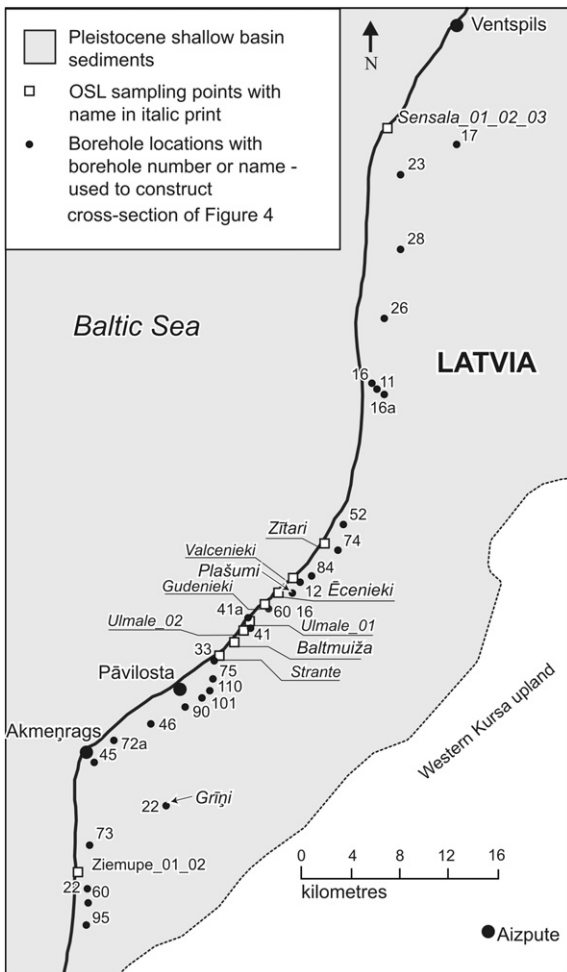 Pleistocene shallow basin
sediments
OSL sampling points with
name in italic print
Borehole locations with
borehole number or name -
used to construct
cross-section of Figure 4
N
Ventspils
Sensala_01_02_03
17
23
28
26
Baltic Sea
LATVIA
16
11
16a
52
Zītari
74
Valcenieki
84
Plašumi
12
Ēcenieki
Gudenieki
41a
60 16
Ulmale_02
Ulmale_01
41
Baltmuiža
33
Strante
75
Pāvilosta
110
101
90
46
Akmeņrags
72a
45
Western Kursa upland
22
Grīņi
73
Ziemupe_01_02
22
60
95
0 4 8 12 16
kilometres
Aizpute